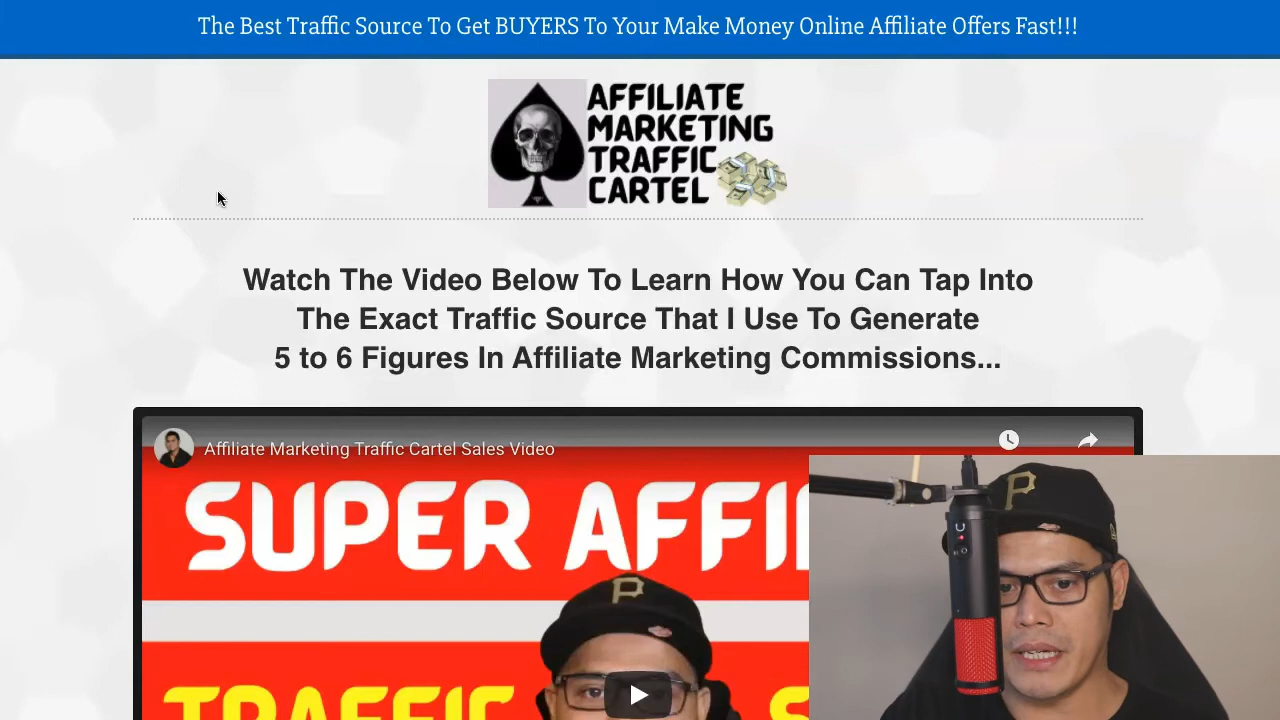 The Best Traffic Source To Get BUYERS To Your Make Money Online Affiliate Offers Fast!!!
AFFILIATE
MARKETING
TRAFFIC
CARTEL
Watch The Video Below To Learn How You Can Tap Into
The Exact Traffic Source That I Use To Generate
5 to 6 Figures In Affiliate Marketing Commissions...
Affiliate Marketing Traffic Cartel Sales Video
SUPER AFFI
TRAFFIC S
P
P